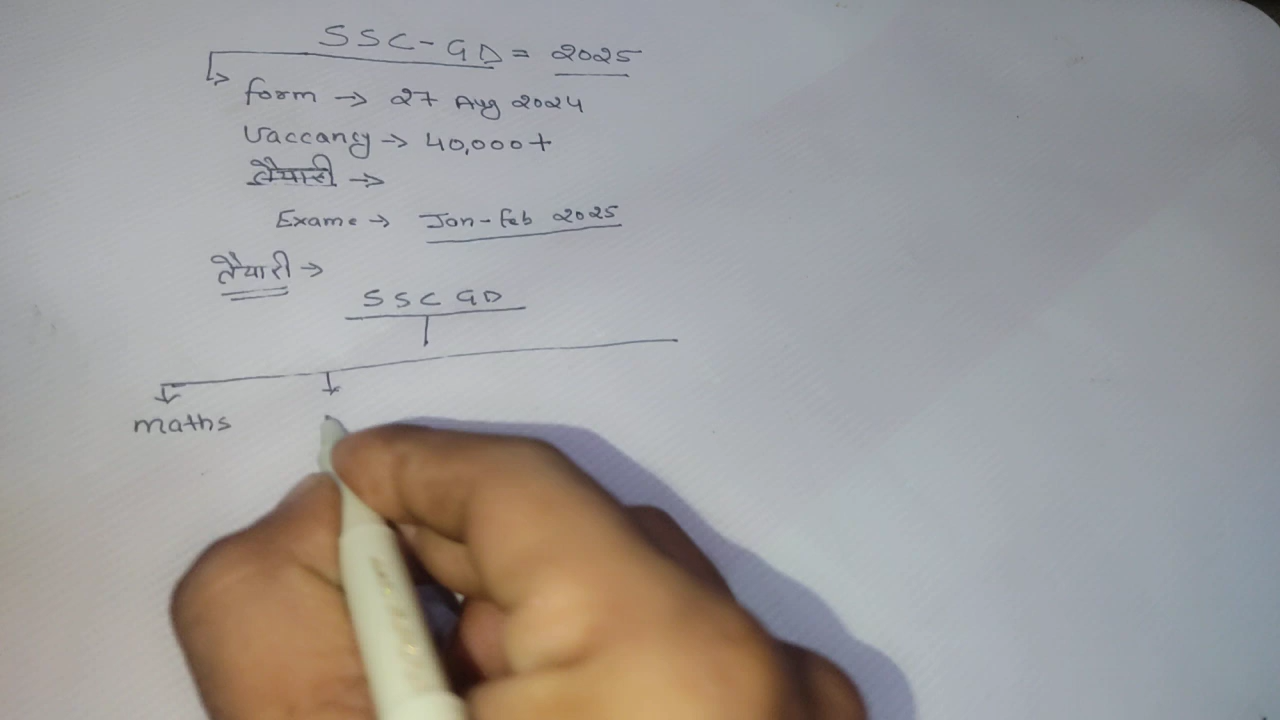 SSC-GD = 2025
form → 27 Aug 2024
Vaccancy → 40,000+
तैयारी →
Exame → Jan-Feb 2025
तैयारी →
SSC GD
maths